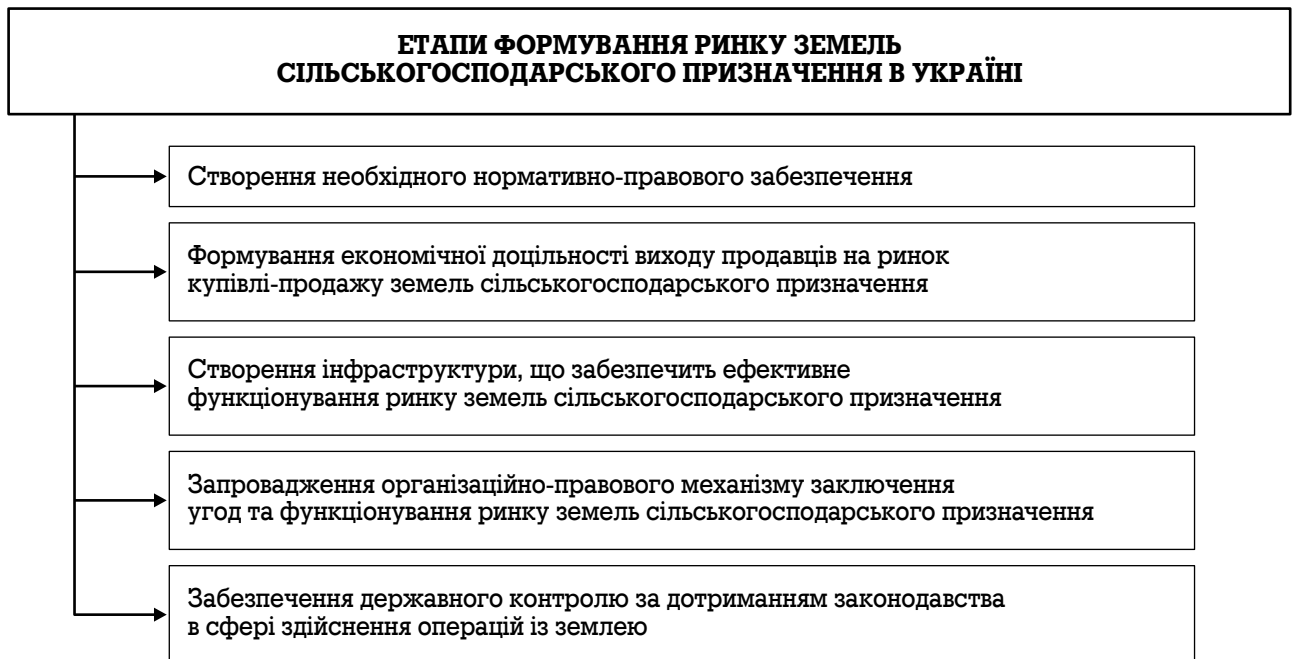 ЕТАПИ ФОРМУВАННЯ РИНКУ ЗЕМЕЛЬ
СІЛЬСЬКОГОСПОДАРСЬКОГО ПРИЗНАЧЕННЯ В УКРАЇНІ
Створення необхідного нормативно-правового забезпечення
Формування економічної доцільності виходу продавців на ринок
купівлі-продажу земель сільськогосподарського призначення
Створення інфраструктури, що забезпечить ефективне
функціонування ринку земель сільськогосподарського призначення
Запровадження організаційно-правового механізму заключення
угод та функціонування ринку земель сільськогосподарського призначення
Забезпечення державного контролю за дотриманням законодавства
в сфері здійснення операцій із землею